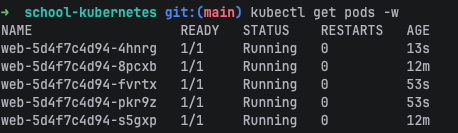 ➜ school-kubernetes git:(main) kubectl get pods -w
NAME READY STATUS RESTARTS AGE
web-5d4f7c4d94-4hnrg 1/1 Running 0 13s
web-5d4f7c4d94-8pcxb 1/1 Running 0 12m
web-5d4f7c4d94-fvrtx 1/1 Running 0 53s
web-5d4f7c4d94-pkr9z 1/1 Running 0 53s
web-5d4f7c4d94-s5gxp 1/1 Running 0 12m